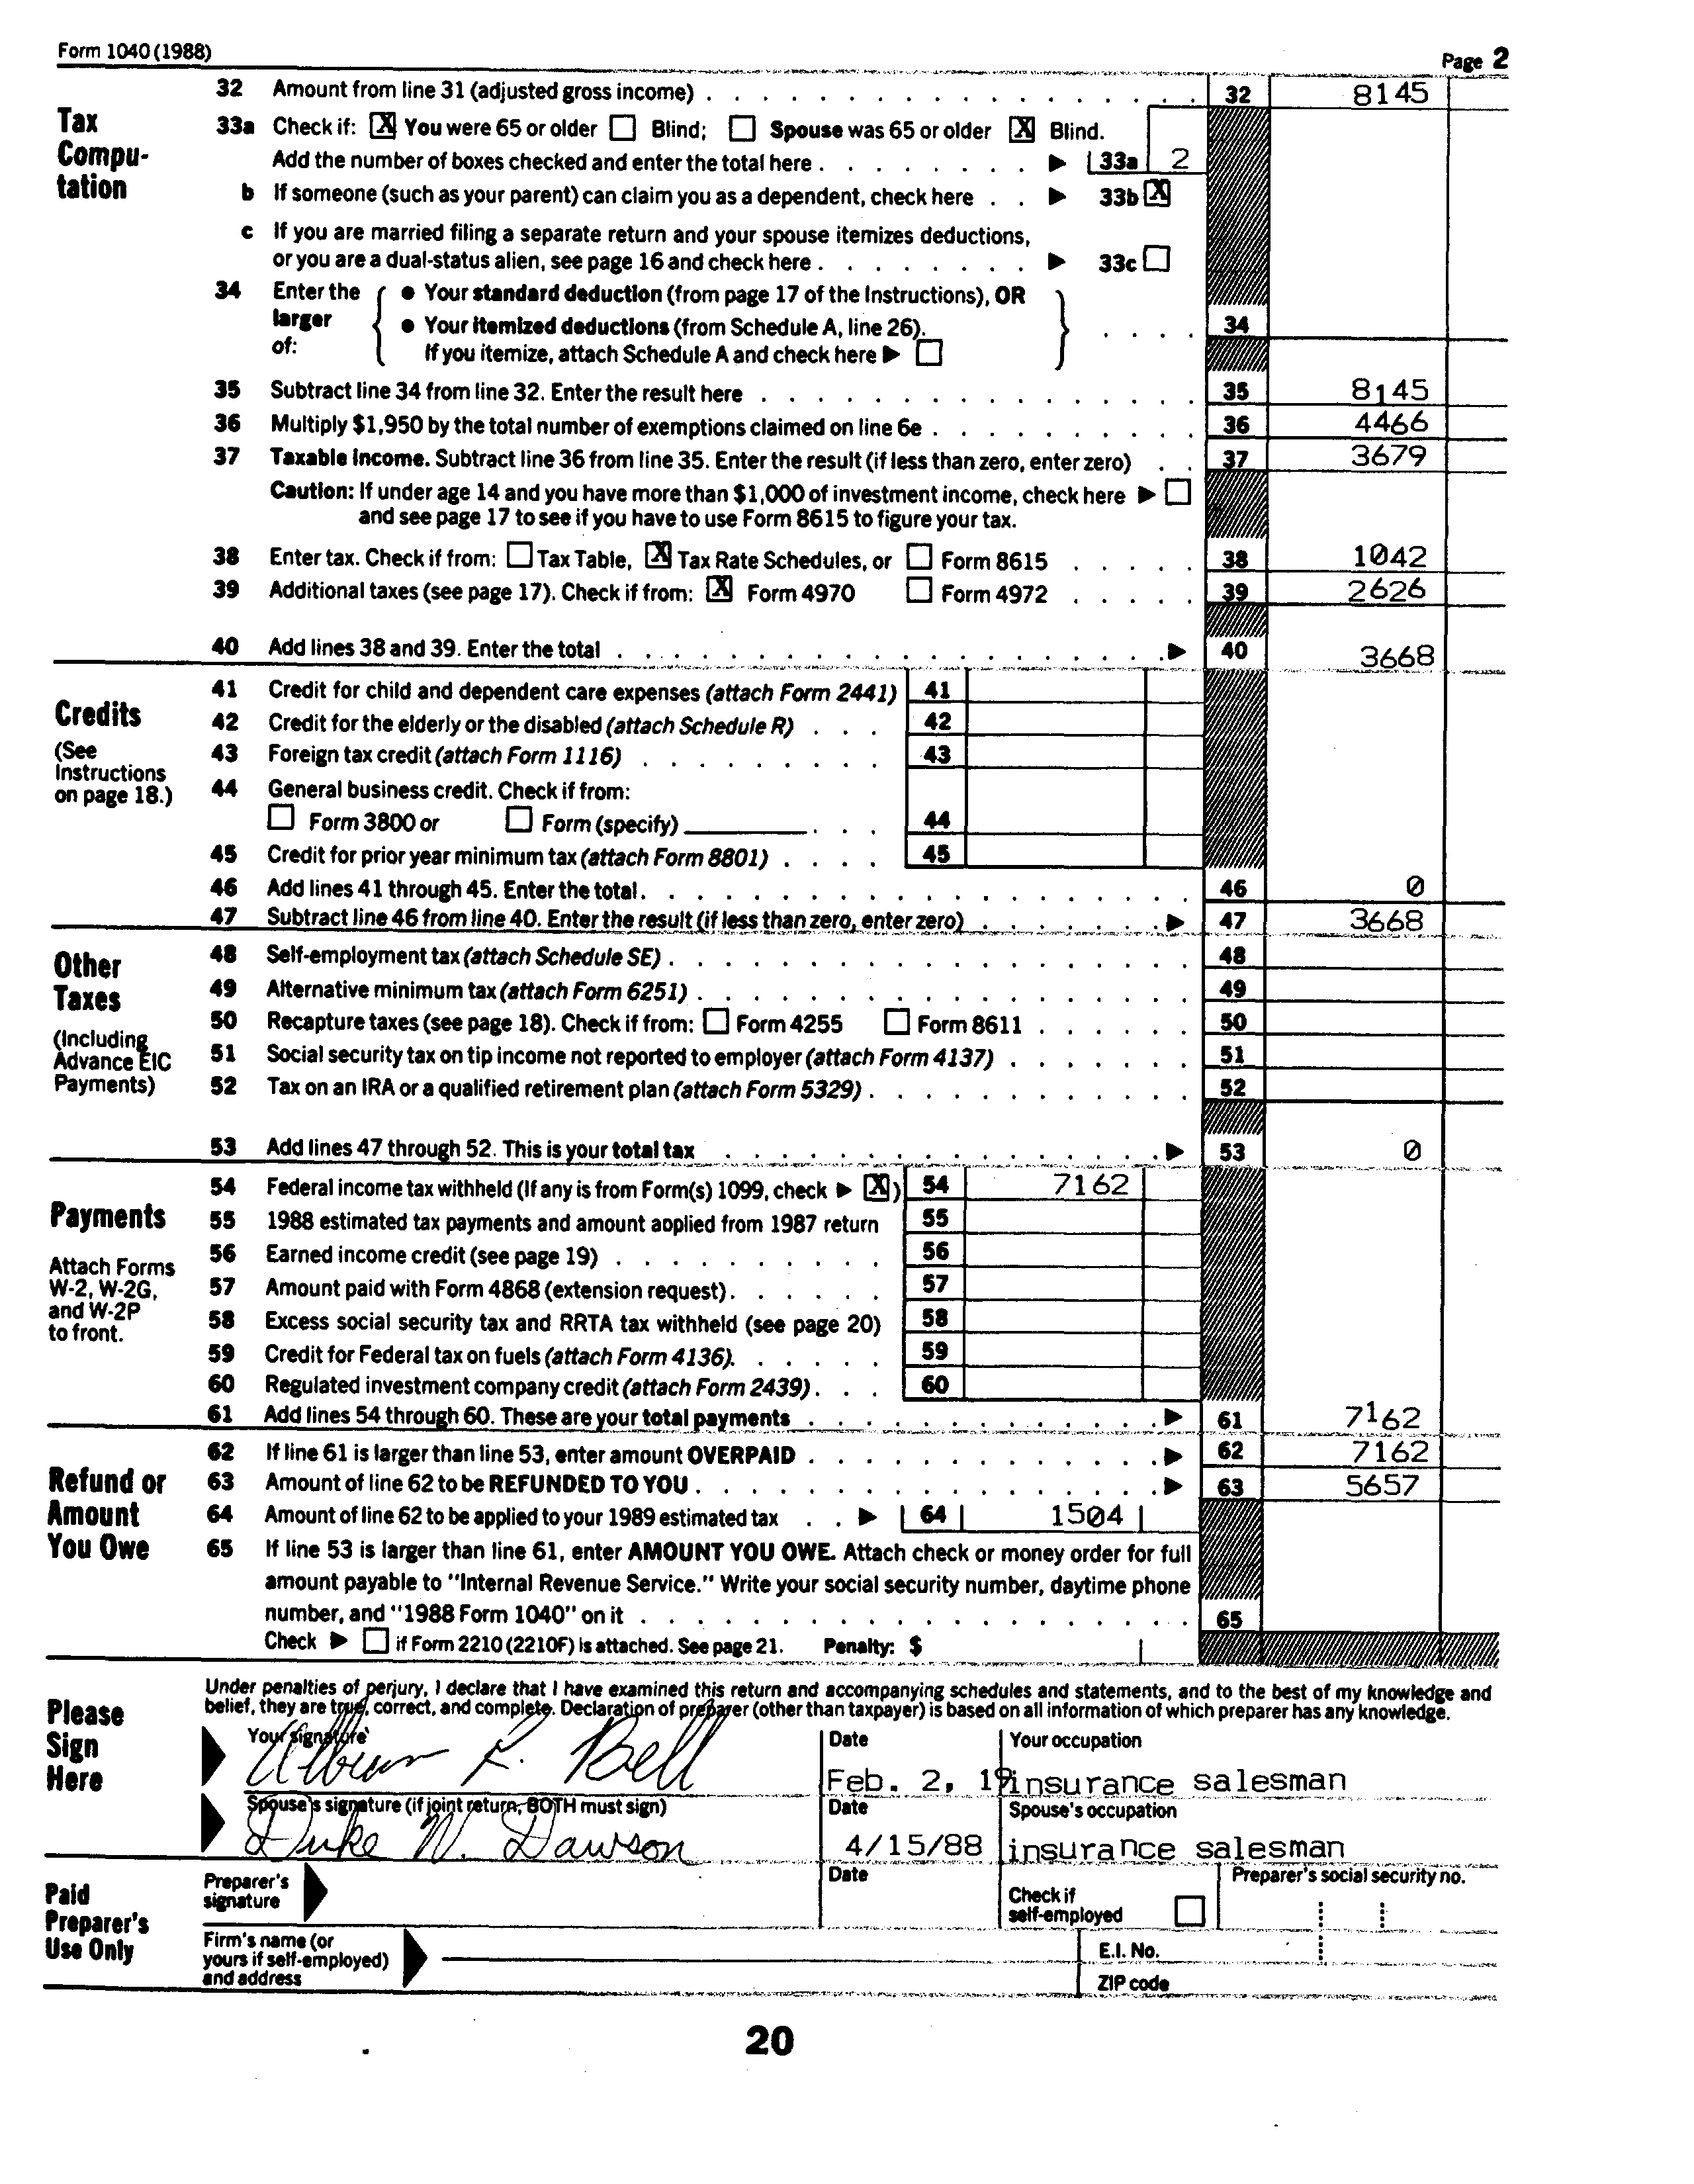 Form 1040 (1988) Page 2
Tax Compu-tation
32 Amount from line 31 (adjusted gross income) . . . 32 8145
33a Check if: [X] You were 65 or older [ ] Blind; [ ] Spouse was 65 or older [X] Blind.
Add the number of boxes checked and enter the total here . . . ▶ 33a 2
b If someone (such as your parent) can claim you as a dependent, check here . . ▶ 33b [X]
c If you are married filing a separate return and your spouse itemizes deductions,
or you are a dual-status alien, see page 16 and check here . . . ▶ 33c [ ]
34 Enter the larger of:
● Your standard deduction (from page 17 of the Instructions), OR
● Your itemized deductions (from Schedule A, line 26).
If you itemize, attach Schedule A and check here ▶ [ ] . . . . 34
35 Subtract line 34 from line 32. Enter the result here . . . 35 8145
36 Multiply $1,950 by the total number of exemptions claimed on line 6e . . . 36 4466
37 Taxable income. Subtract line 36 from line 35. Enter the result (if less than zero, enter zero) . . 37 3679
Caution: If under age 14 and you have more than $1,000 of investment income, check here ▶ [ ]
and see page 17 to see if you have to use Form 8615 to figure your tax.
38 Enter tax. Check if from: [ ] Tax Table, [X] Tax Rate Schedules, or [ ] Form 8615 . . . 38 1042
39 Additional taxes (see page 17). Check if from: [X] Form 4970 [ ] Form 4972 . . . 39 2626
40 Add lines 38 and 39. Enter the total . . . ▶ 40 3668
Credits
(See Instructions on page 18.)
41 Credit for child and dependent care expenses (attach Form 2441) 41
42 Credit for the elderly or the disabled (attach Schedule R) . . . 42
43 Foreign tax credit (attach Form 1116) . . . 43
44 General business credit. Check if from:
[ ] Form 3800 or [ ] Form (specify) . . . 44
45 Credit for prior year minimum tax (attach Form 8801) . . . . 45
46 Add lines 41 through 45. Enter the total. . . . 46 0
47 Subtract line 46 from line 40. Enter the result (if less than zero, enter zero) . . . ▶ 47 3668
Other Taxes
(Including Advance EIC Payments)
48 Self-employment tax (attach Schedule SE) . . . 48
49 Alternative minimum tax (attach Form 6251) . . . 49
50 Recapture taxes (see page 18). Check if from: [ ] Form 4255 [ ] Form 8611 . . . 50
51 Social security tax on tip income not reported to employer (attach Form 4137) . . . 51
52 Tax on an IRA or a qualified retirement plan (attach Form 5329) . . . 52
53 Add lines 47 through 52. This is your total tax . . . ▶ 53 0
Payments
Attach Forms W-2, W-2G, and W-2P to front.
54 Federal income tax withheld (If any is from Form(s) 1099, check ▶ [X]) 54 7162
55 1988 estimated tax payments and amount applied from 1987 return 55
56 Earned income credit (see page 19) . . . 56
57 Amount paid with Form 4868 (extension request) . . . 57
58 Excess social security tax and RRTA tax withheld (see page 20) 58
59 Credit for Federal tax on fuels (attach Form 4136). . . . 59
60 Regulated investment company credit (attach Form 2439) . . . 60
61 Add lines 54 through 60. These are your total payments . . . ▶ 61 7162
Refund or Amount You Owe
62 If line 61 is larger than line 53, enter amount OVERPAID . . . ▶ 62 7162
63 Amount of line 62 to be REFUNDED TO YOU . . . ▶ 63 5657
64 Amount of line 62 to be applied to your 1989 estimated tax . . ▶ 64 1504
65 If line 53 is larger than line 61, enter AMOUNT YOU OWE. Attach check or money order for full
amount payable to "Internal Revenue Service." Write your social security number, daytime phone
number, and "1988 Form 1040" on it . . . 65
Check ▶ [ ] if Form 2210 (2210F) is attached. See page 21. Penalty: $
Please Sign Here
Under penalties of perjury, I declare that I have examined this return and accompanying schedules and statements, and to the best of my knowledge and
belief, they are true, correct, and complete. Declaration of preparer (other than taxpayer) is based on all information of which preparer has any knowledge.
Your signature Date Your occupation
R. Bell Feb. 2, 19 insurance salesman
Spouse's signature (if joint return, BOTH must sign) Date Spouse's occupation
Duke W. Dawson 4/15/88 insurance salesman
Paid Preparer's Use Only
Preparer's signature Date Check if self-employed [ ] Preparer's social security no.
Firm's name (or yours if self-employed) and address E.I. No.
ZIP code
20